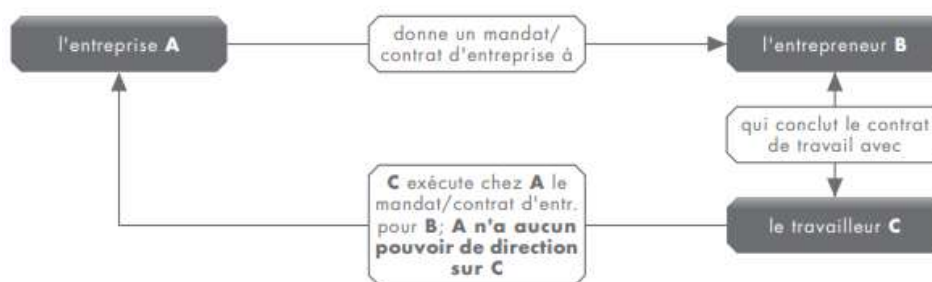 l'entreprise A
donne un mandat/
contrat d'entreprise à
l'entrepreneur B
qui conclut le contrat
de travail avec
C exécute chez A le
mandat/contrat d'entr.
pour B; A n'a aucun
pouvoir de direction
sur C
le travailleur C